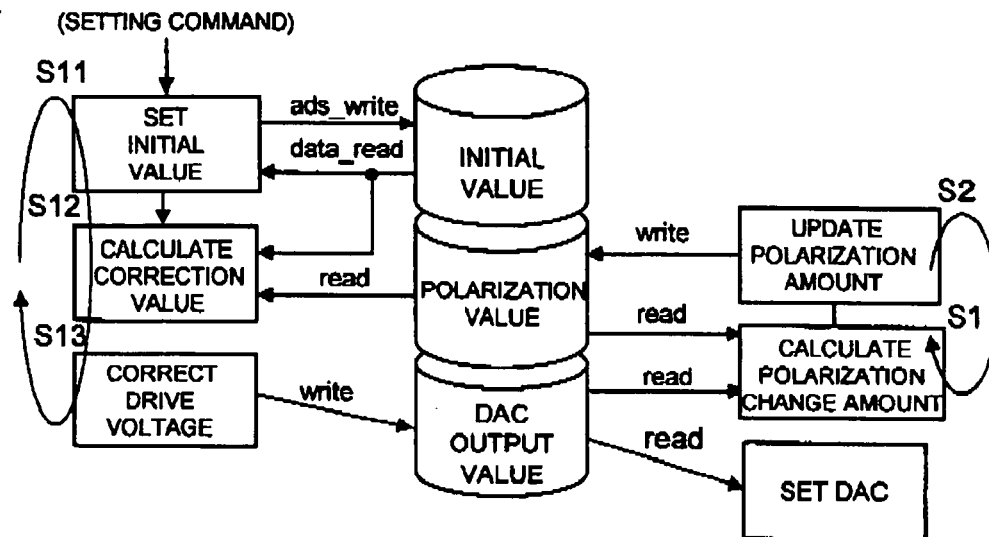 (SETTING COMMAND)
S11
SET
INITIAL
VALUE
ads_write
data_read
INITIAL
VALUE
S12
CALCULATE
CORRECTION
VALUE
read
POLARIZATION
VALUE
write
UPDATE
POLARIZATION
AMOUNT
S2
read
S1
CALCULATE
POLARIZATION
CHANGE AMOUNT
read
S13
CORRECT
DRIVE
VOLTAGE
write
DAC
OUTPUT
VALUE
read
SET DAC